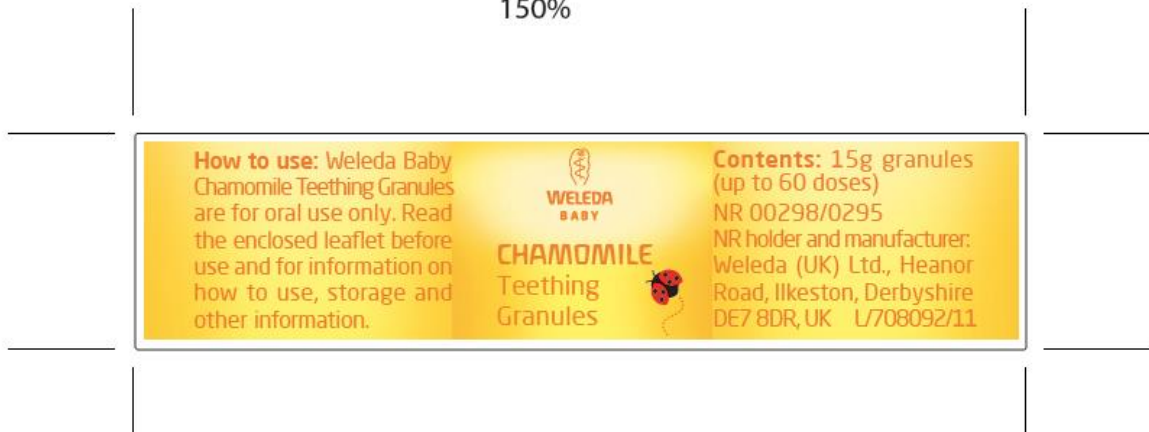 150%
How to use: Weleda Baby
Chamomile Teething Granules
are for oral use only. Read
the enclosed leaflet before
use and for information on
how to use, storage and
other information.
WELEDA
BABY
CHAMOMILE
Teething
Granules
Contents: 15g granules
(up to 60 doses)
NR 00298/0295
NR holder and manufacturer:
Weleda (UK) Ltd., Heanor
Road, Ilkeston, Derbyshire
DE7 8DR, UK L/708092/11